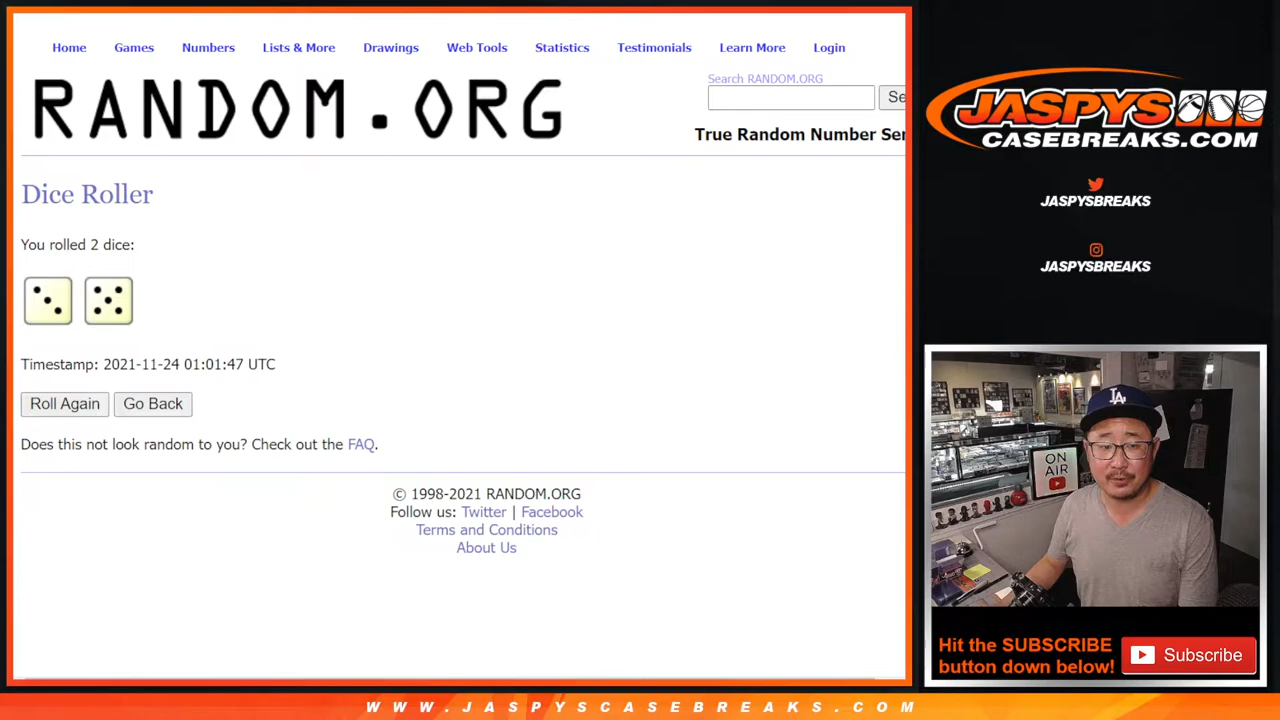 Home Games Numbers Lists & More Drawings Web Tools Statistics Testimonials Learn More Login
RANDOM.ORG
Search RANDOM.ORG
Se
True Random Number Ser
Dice Roller
You rolled 2 dice:
Timestamp: 2021-11-24 01:01:47 UTC
Roll Again Go Back
Does this not look random to you? Check out the FAQ.
© 1998-2021 RANDOM.ORG
Follow us: Twitter | Facebook
Terms and Conditions
About Us
JASPYS
CASEBREAKS.COM
JASPYSBREAKS
JASPYSBREAKS
LA
ON
AIR
Hit the SUBSCRIBE
button down below!
Subscribe
WWW.JASPYSCASEBREAKS.COM